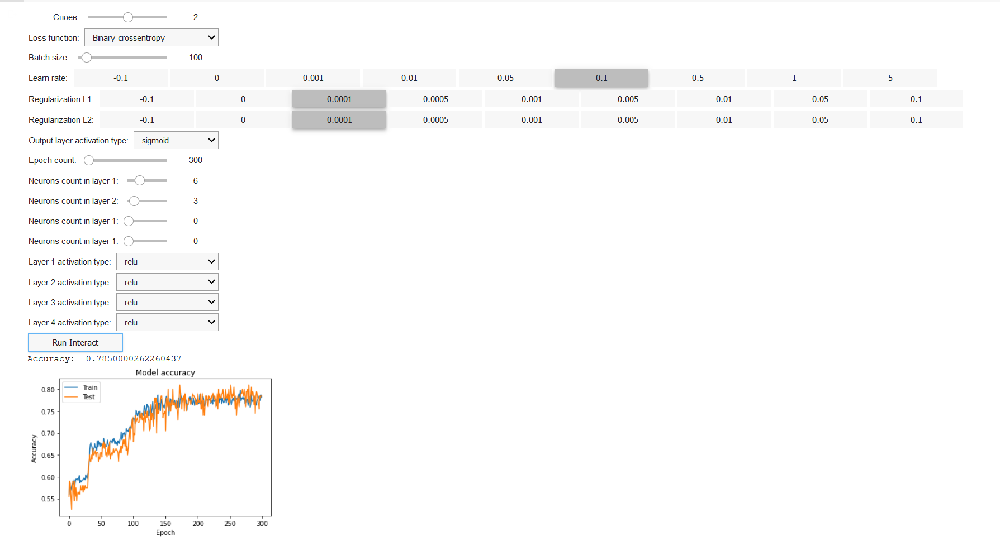 Слоев: 2
Loss function: Binary crossentropy
Batch size: 100
Learn rate: -0.1 0 0.001 0.01 0.05 0.1 0.5 1 5
Regularization L1: -0.1 0 0.0001 0.0005 0.001 0.005 0.01 0.05 0.1
Regularization L2: -0.1 0 0.0001 0.0005 0.001 0.005 0.01 0.05 0.1
Output layer activation type: sigmoid
Epoch count: 300
Neurons count in layer 1: 6
Neurons count in layer 2: 3
Neurons count in layer 1: 0
Neurons count in layer 1: 0
Layer 1 activation type: relu
Layer 2 activation type: relu
Layer 3 activation type: relu
Layer 4 activation type: relu
Run Interact
Accuracy: 0.7850000262260437
Model accuracy
Train
Test
0.80
0.75
0.70
0.65
0.60
0.55
Accuracy
0 50 100 150 200 250 300
Epoch